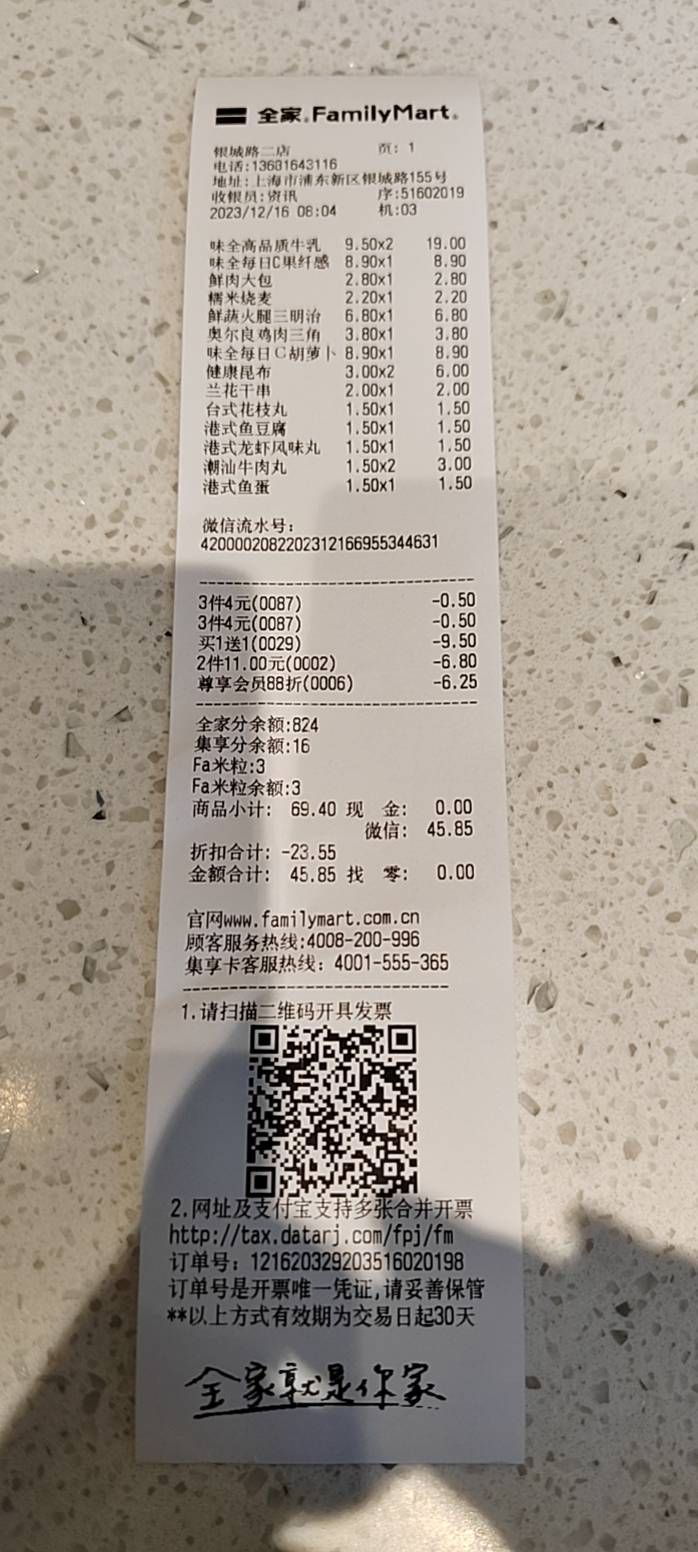 全家 FamilyMart
银城路二店 页: 1
电话:13681643116
地址:上海市浦东新区银城路155号
收银员:资讯 序:51602019
2023/12/16 08:04 机:03
味全高品质牛乳 9.50x2 19.00
味全每日C果纤感 8.90x1 8.90
鲜肉大包 2.80x1 2.80
糯米烧麦 2.20x1 2.20
鲜蔬火腿三明治 6.80x1 6.80
奥尔良鸡肉三角 3.80x1 3.80
味全每日C胡萝卜 8.90x1 8.90
健康昆布 3.00x2 6.00
兰花干串 2.00x1 2.00
台式花枝丸 1.50x1 1.50
港式鱼豆腐 1.50x1 1.50
港式龙虾风味丸 1.50x1 1.50
潮汕牛肉丸 1.50x2 3.00
港式鱼蛋 1.50x1 1.50
微信流水号:
4200002082202312166955344631
3件4元(0087) -0.50
3件4元(0087) -0.50
买1送1(0029) -9.50
2件11.00元(0002) -6.80
尊享会员88折(0006) -6.25
全家分余额:824
集享分余额:16
Fa米粒:3
Fa米粒余额:3
商品小计: 69.40 现 金: 0.00
微信: 45.85
折扣合计: -23.55
金额合计: 45.85 找 零: 0.00
官网www.familymart.com.cn
顾客服务热线:4008-200-996
集享卡客服热线: 4001-555-365
1.请扫描二维码开具发票
2.网址及支付宝支持多张合并开票
http://tax.datarj.com/fpj/fm
订单号: 121620329203516020198
订单号是开票唯一凭证,请妥善保管
**以上方式有效期为交易日起30天
全家就是你家